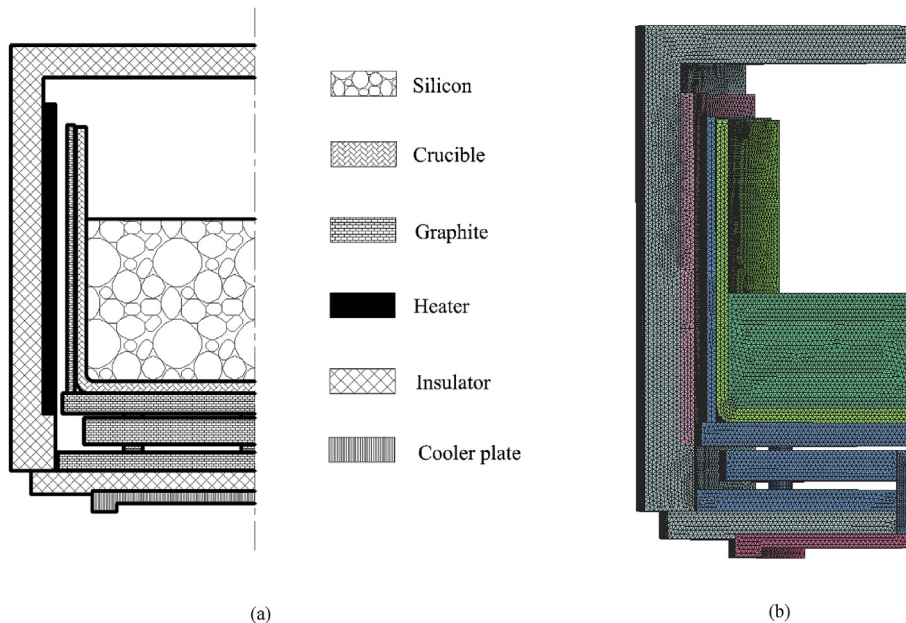 Silicon
Crucible
Graphite
Heater
Insulator
Cooler plate
(a)
(b)